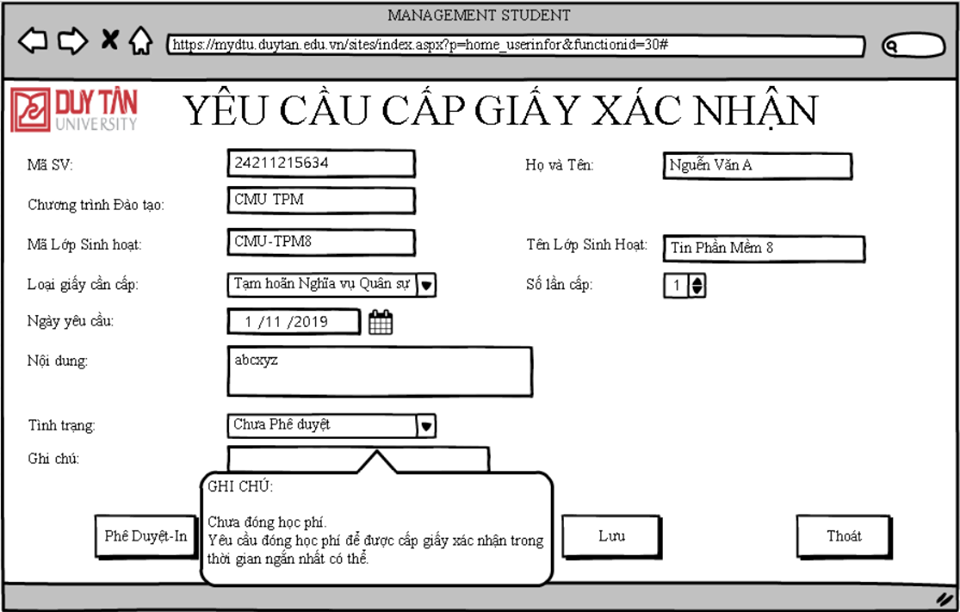 MANAGEMENT STUDENT
https://mydtu.duytan.edu.vn/sites/index.aspx?p=home_userinfor&functionid=30#
DUY TÂN
UNIVERSITY
YÊU CẦU CẤP GIẤY XÁC NHẬN
Mã SV: 24211215634 Họ và Tên: Nguễn Văn A
Chương trình Đào tạo: CMU TPM
Mã Lớp Sinh hoạt: CMU-TPM8 Tên Lớp Sinh Hoạt: Tin Phần Mềm 8
Loại giấy cần cấp: Tạm hoãn Nghĩa vụ Quân sự Số lần cấp: 1
Ngày yêu cầu: 1 /11 /2019
Nội dung: abcxyz
Tình trạng: Chưa Phê duyệt
Ghi chú:
GHI CHÚ:
Chưa đóng học phí.
Yêu cầu đóng học phí để được cấp giấy xác nhận trong
thời gian ngắn nhất có thể.
Phê Duyệt-In Lưu Thoát